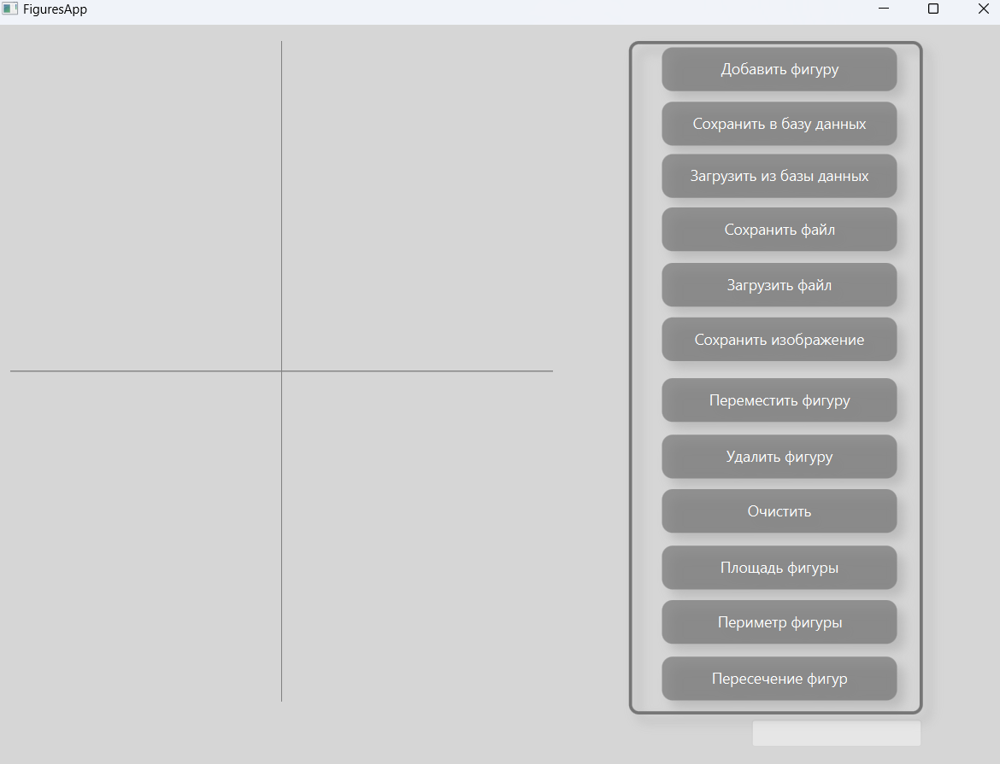 FiguresApp
Добавить фигуру
Сохранить в базу данных
Загрузить из базы данных
Сохранить файл
Загрузить файл
Сохранить изображение
Переместить фигуру
Удалить фигуру
Очистить
Площадь фигуры
Периметр фигуры
Пересечение фигур